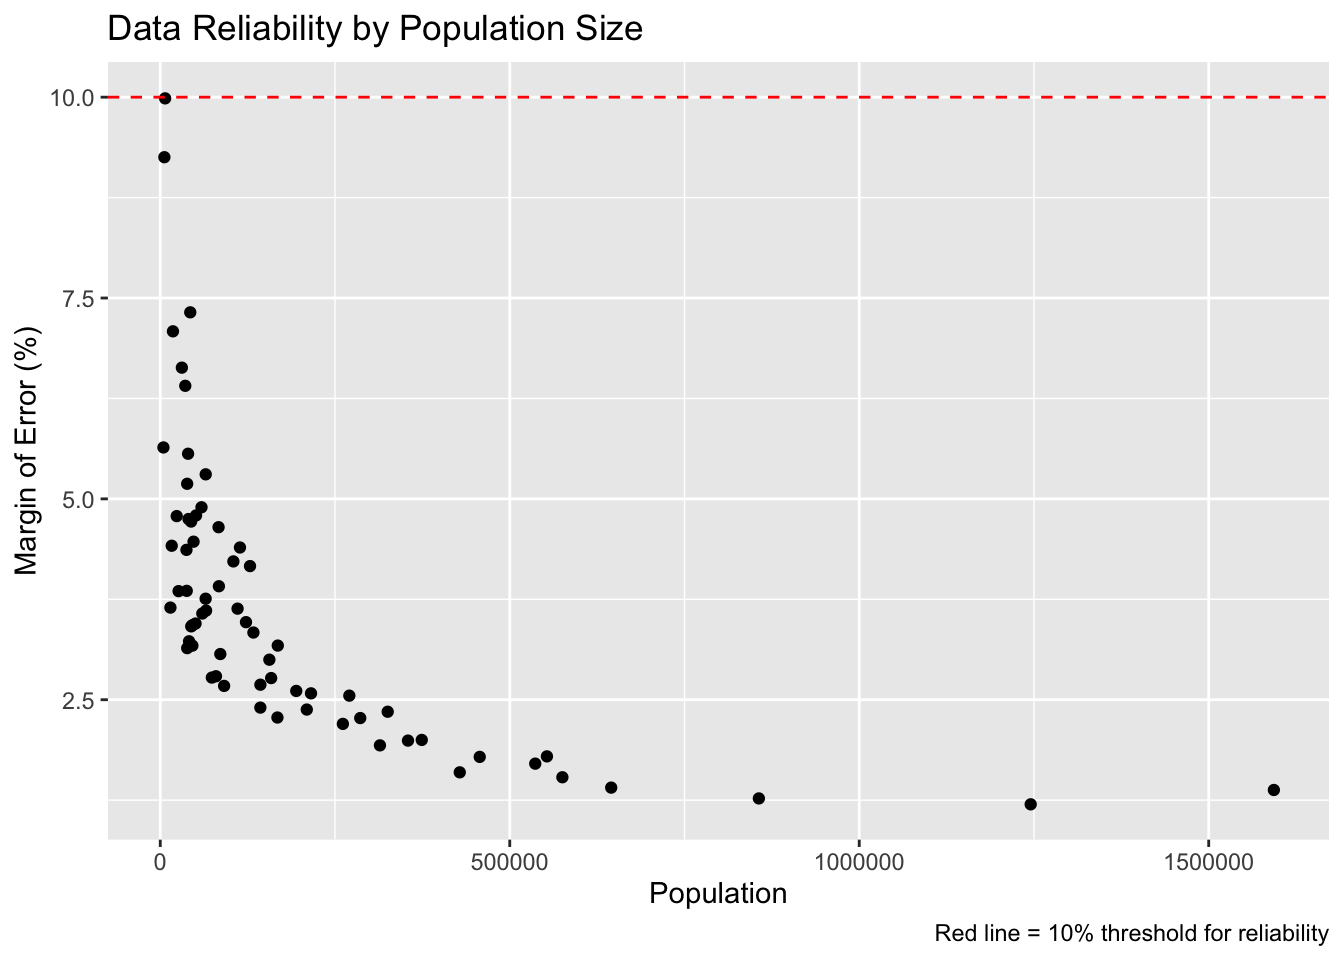 Data Reliability by Population Size
Margin of Error (%)
10.0
7.5
5.0
2.5
0
500000
1000000
1500000
Population
Red line = 10% threshold for reliability